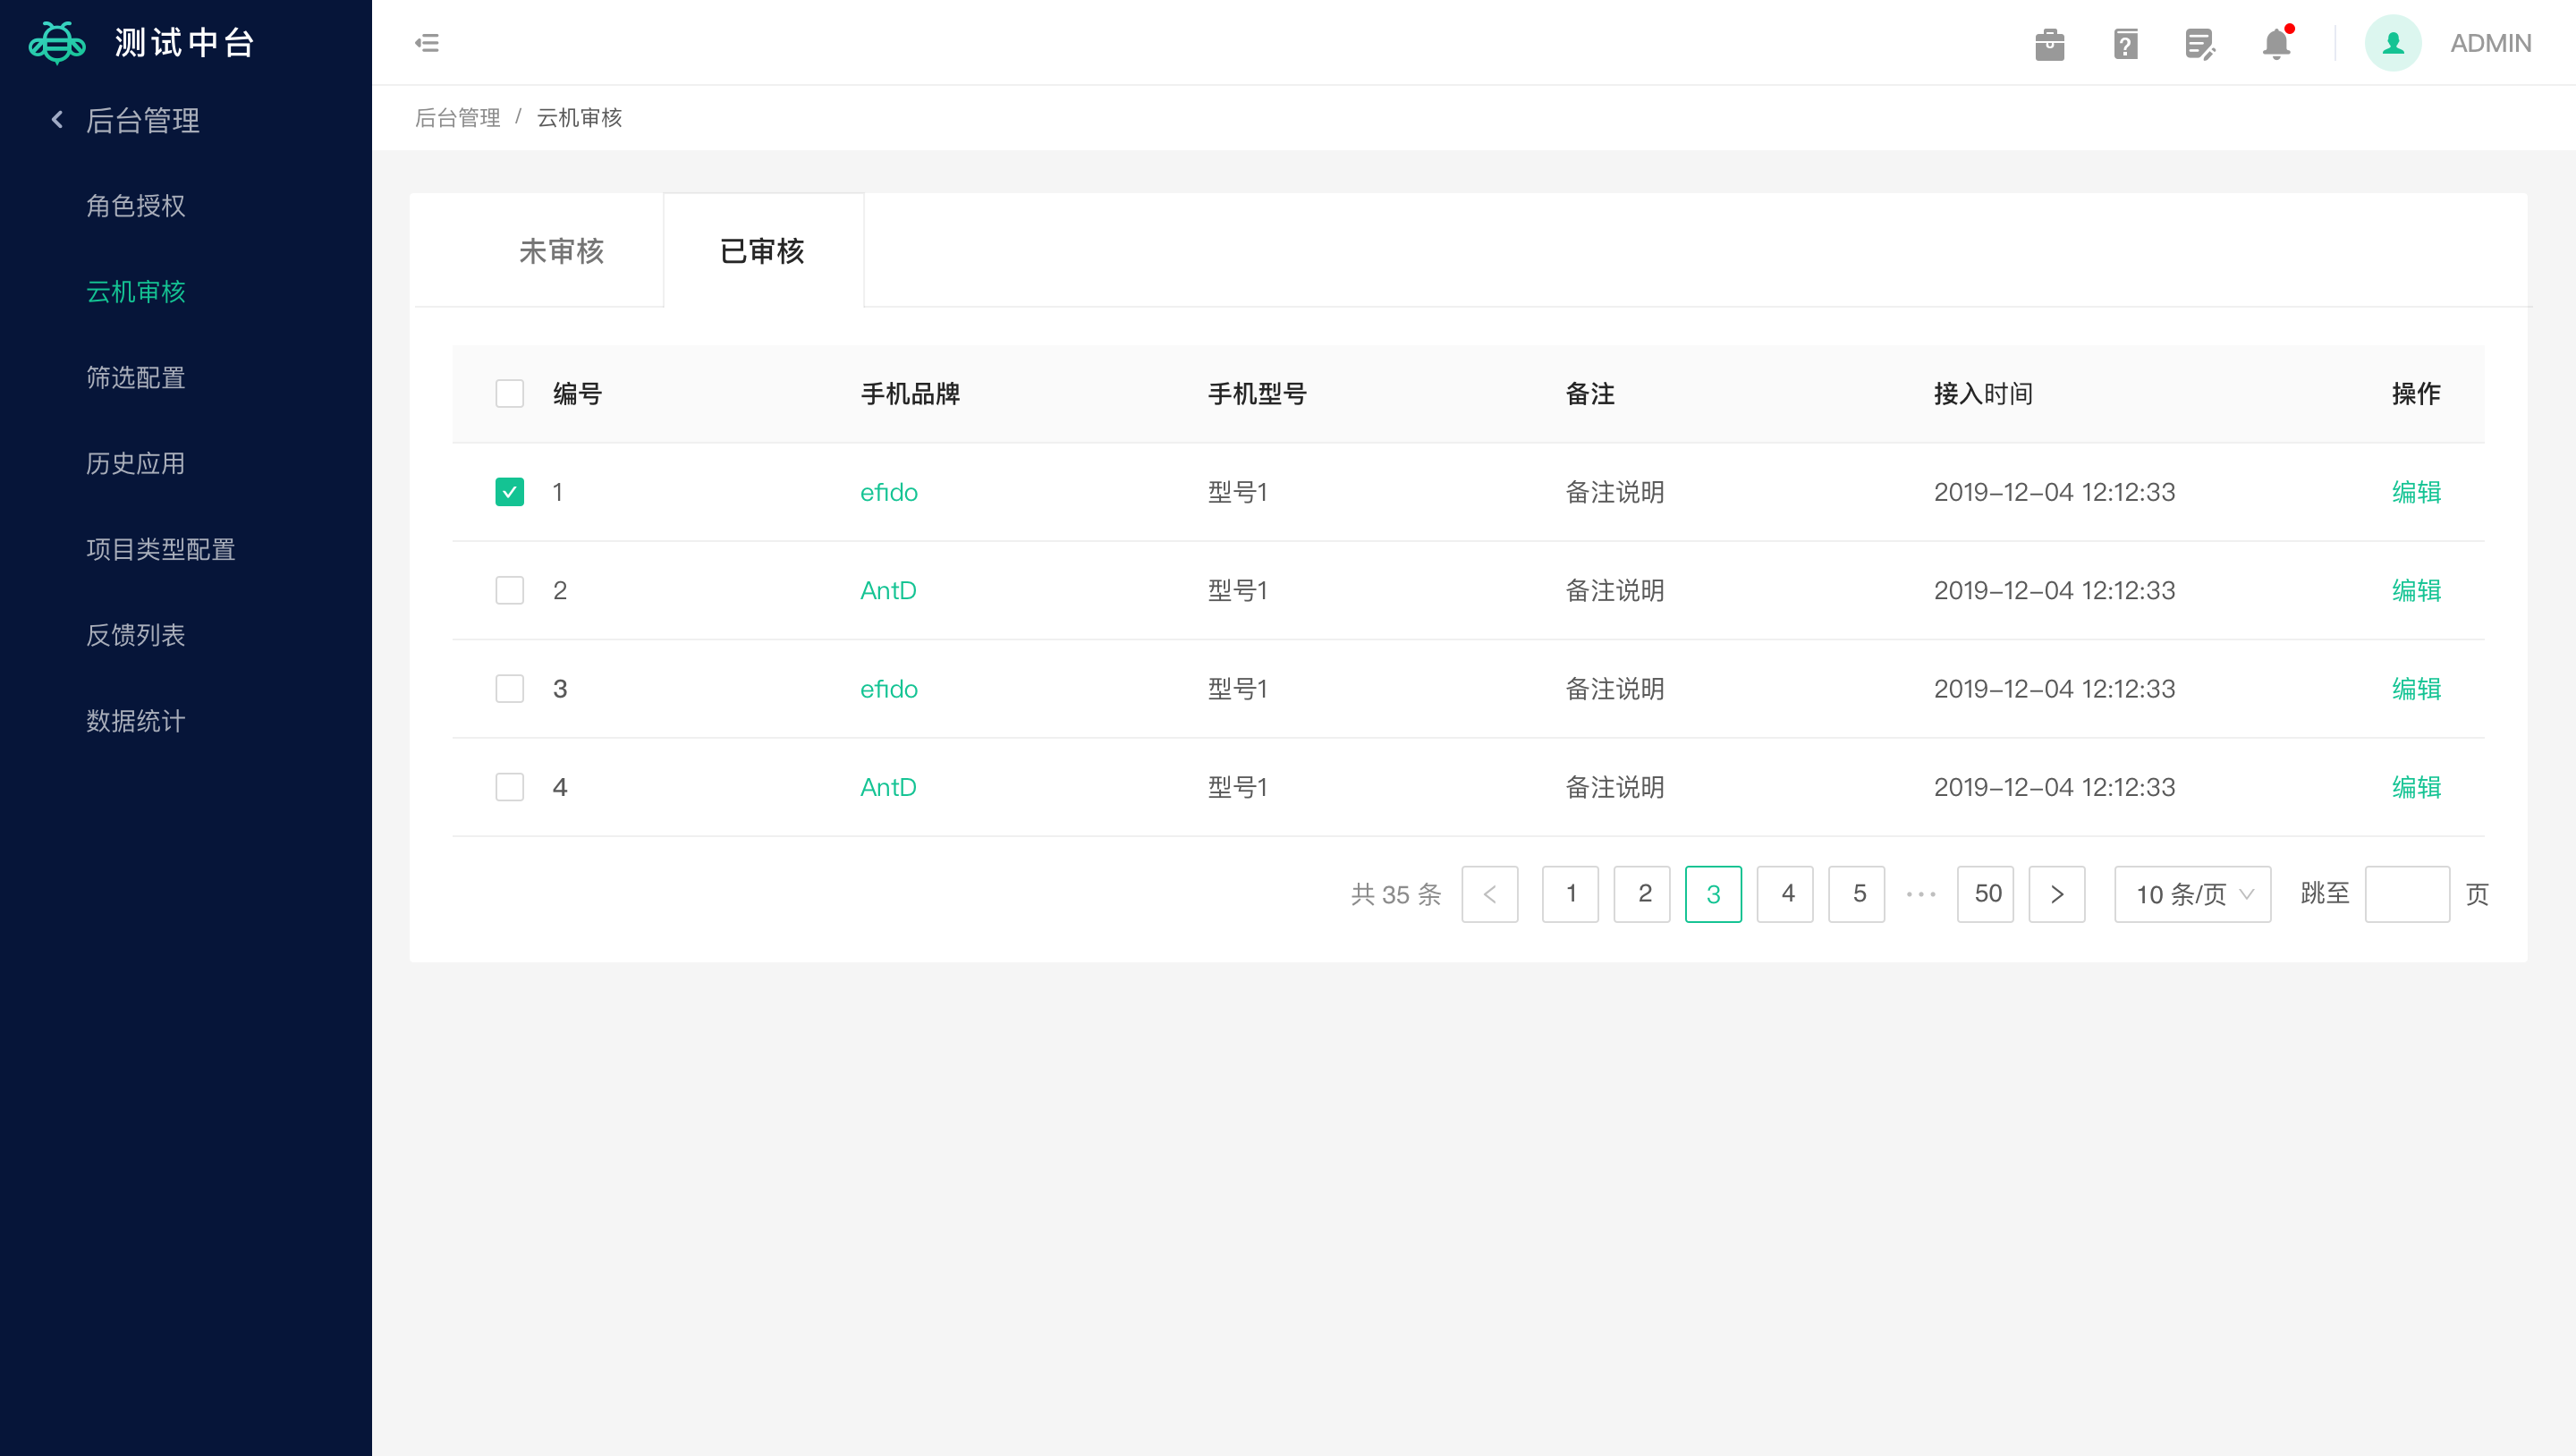 测试中台
ADMIN
后台管理
后台管理 / 云机审核
角色授权
云机审核
筛选配置
历史应用
项目类型配置
反馈列表
数据统计
未审核 已审核
编号 手机品牌 手机型号 备注 接入时间 操作
1 efido 型号1 备注说明 2019-12-04 12:12:33 编辑
2 AntD 型号1 备注说明 2019-12-04 12:12:33 编辑
3 efido 型号1 备注说明 2019-12-04 12:12:33 编辑
4 AntD 型号1 备注说明 2019-12-04 12:12:33 编辑
共 35 条 < 1 2 3 4 5 ••• 50 > 10 条/页 跳至 页